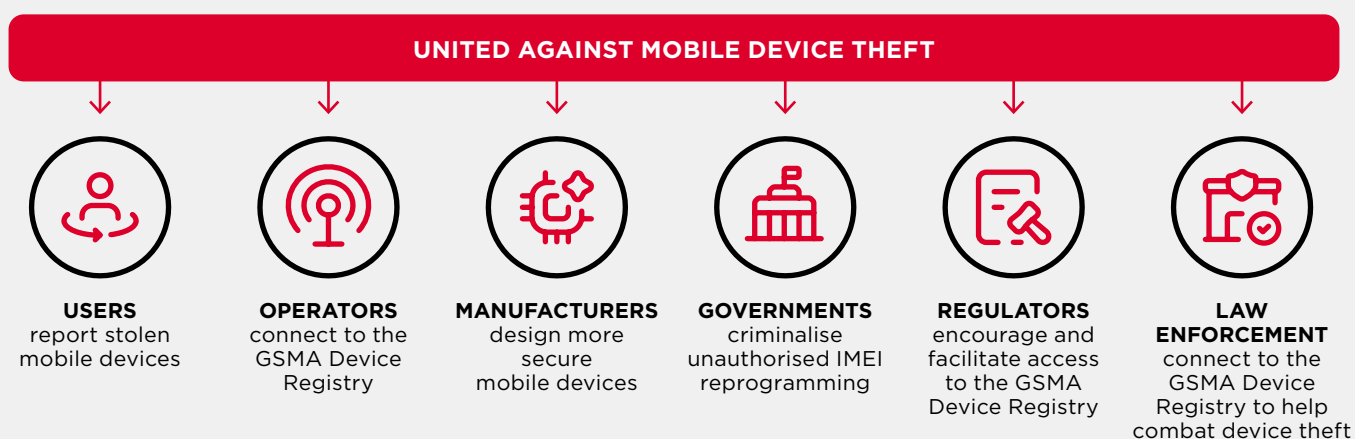 UNITED AGAINST MOBILE DEVICE THEFT
USERS
report stolen
mobile devices
OPERATORS
connect to the
GSMA Device
Registry
MANUFACTURERS
design more
secure
mobile devices
GOVERNMENTS
criminalise
unauthorised IMEI
reprogramming
REGULATORS
encourage and
facilitate access
to the GSMA
Device Registry
LAW
ENFORCEMENT
connect to the
GSMA Device
Registry to help
combat device theft